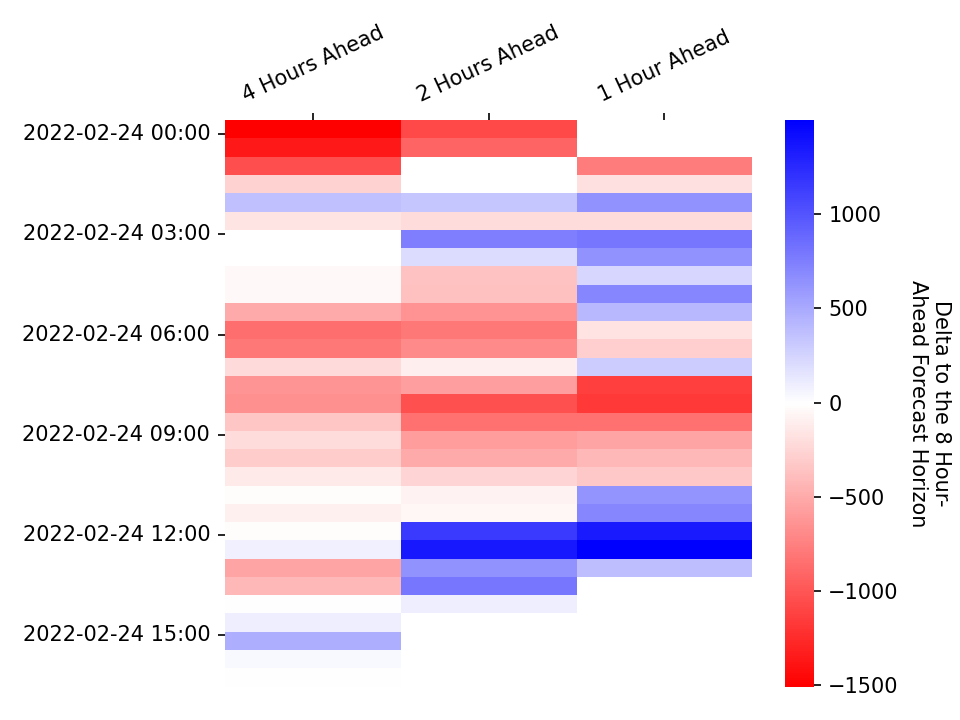 4 Hours Ahead
2 Hours Ahead
1 Hour Ahead
2022-02-24 00:00
2022-02-24 03:00
2022-02-24 06:00
2022-02-24 09:00
2022-02-24 12:00
2022-02-24 15:00
1000
500
0
−500
−1000
−1500
Delta to the 8 Hour-
Ahead Forecast Horizon